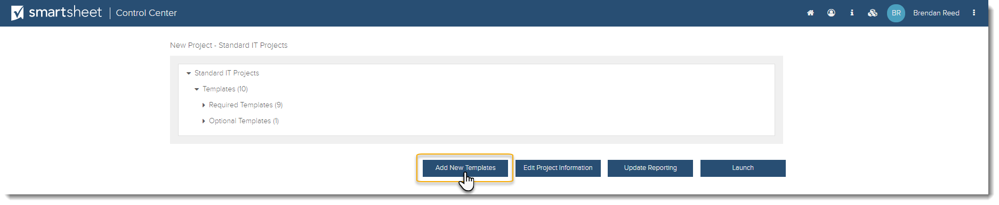 smartsheet Control Center BR Brendan Reed
New Project - Standard IT Projects
Standard IT Projects
Templates (10)
Required Templates (9)
Optional Templates (1)
Add New Templates Edit Project Information Update Reporting Launch